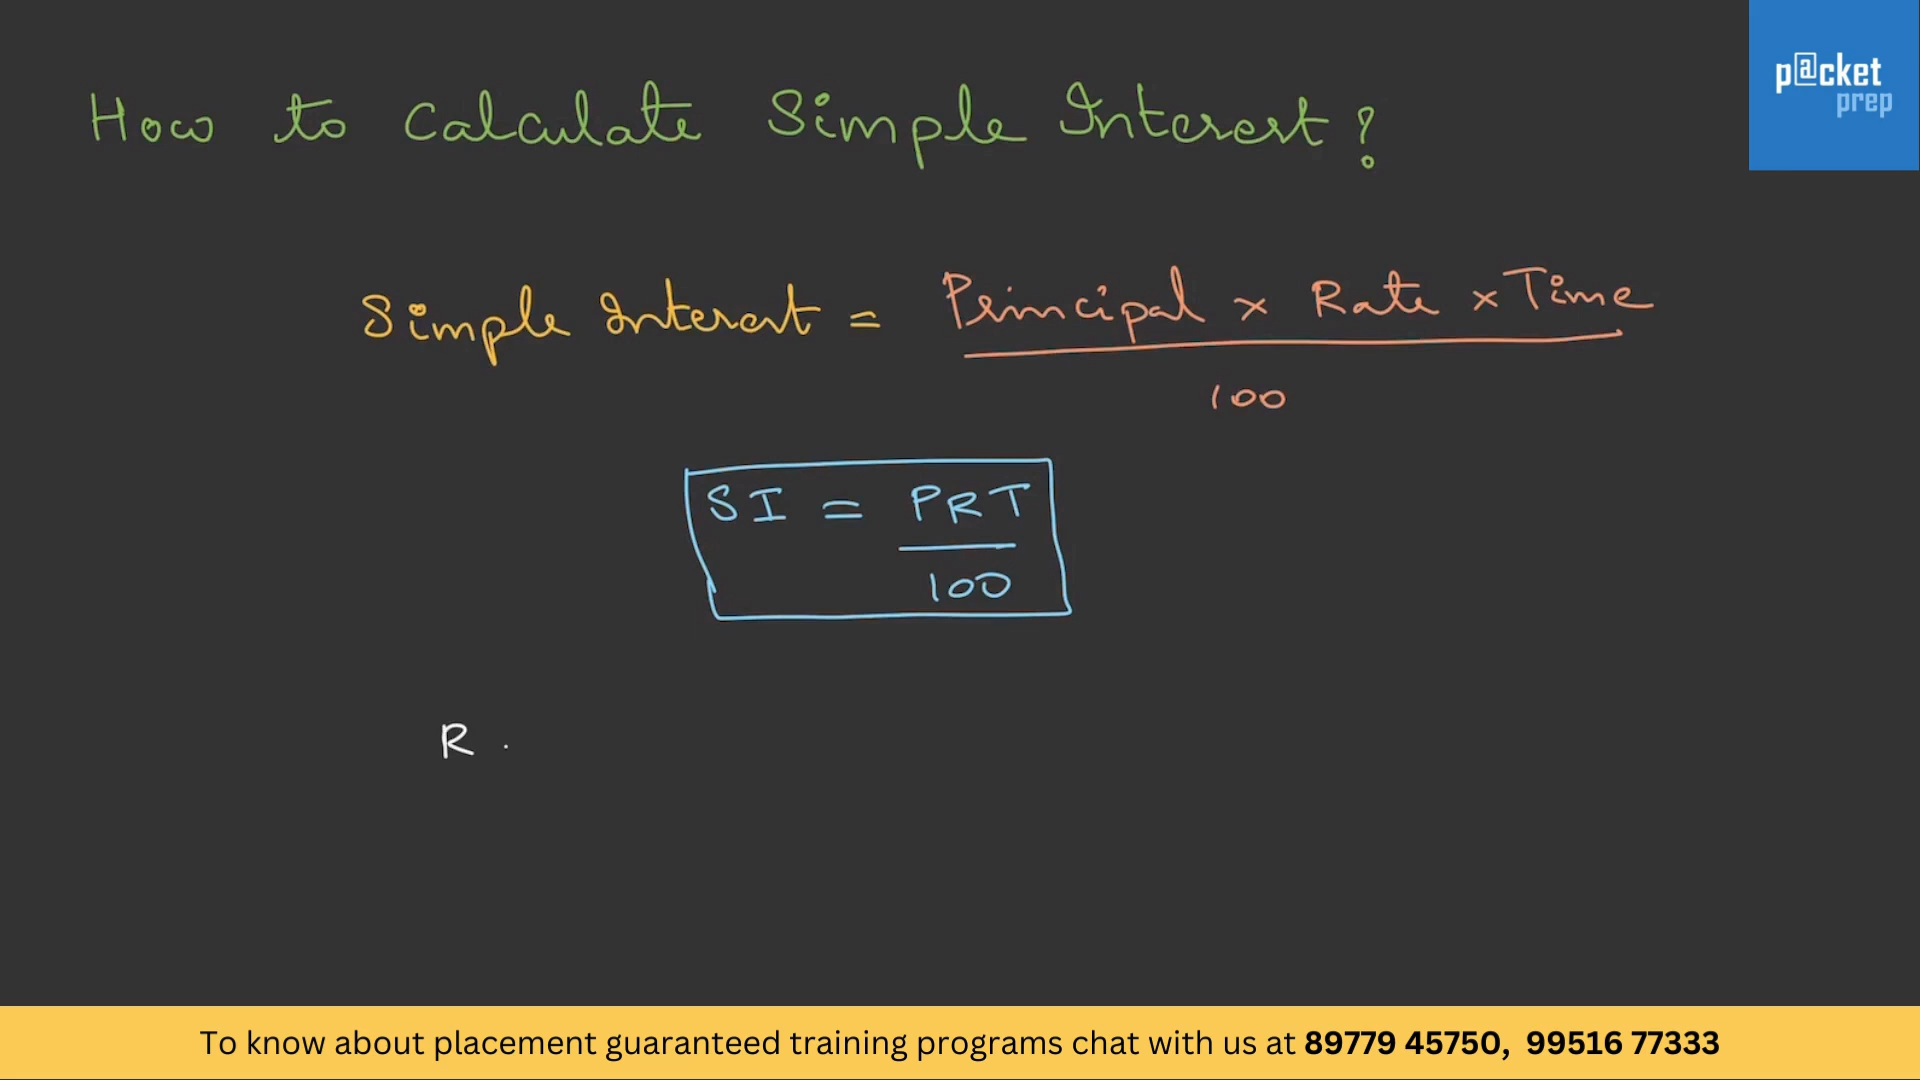 p@cket
prep
How to Calculate Simple Interest?
Simple Interest = Principal × Rate × Time
100
SI = PRT
100
R .
To know about placement guaranteed training programs chat with us at 89779 45750, 99516 77333